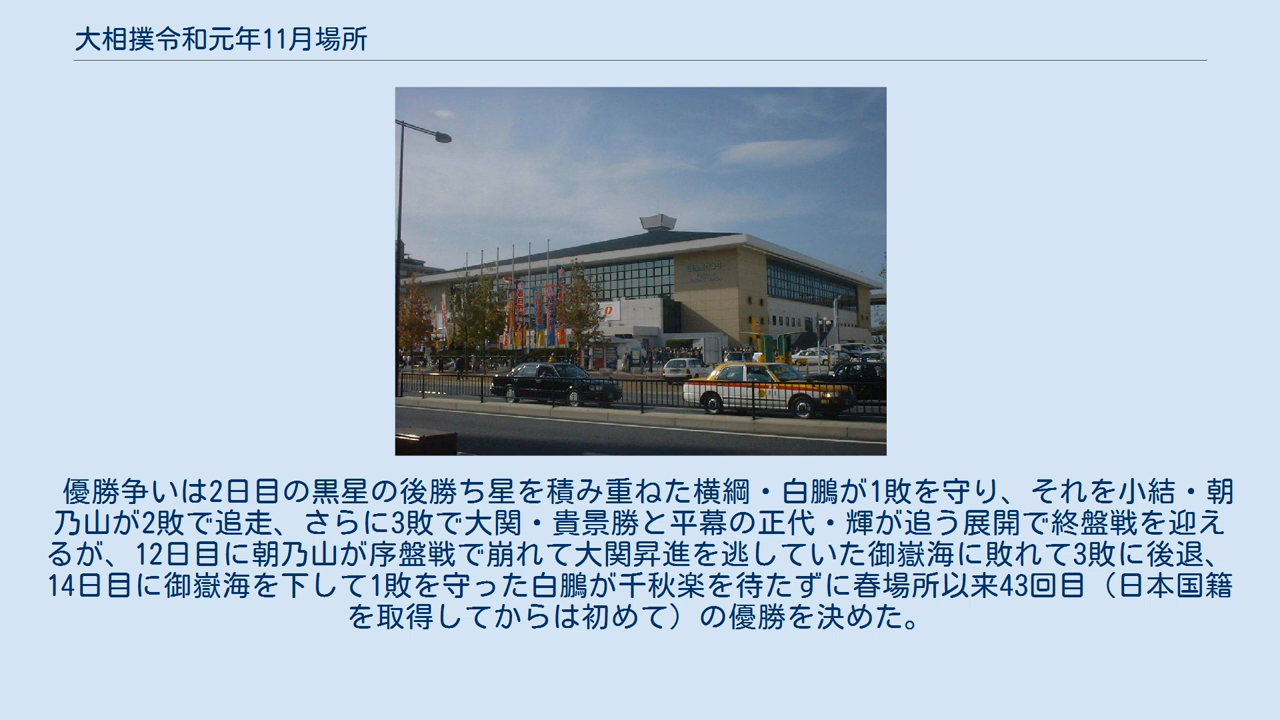 大相撲令和元年11月場所
優勝争いは2日目の黒星の後勝ち星を積み重ねた横綱・白鵬が1敗を守り、それを小結・朝
乃山が2敗で追走、さらに3敗で大関・貴景勝と平幕の正代・輝が追う展開で終盤戦を迎え
るが、12日目に朝乃山が序盤戦で崩れて大関昇進を逃していた御嶽海に敗れて3敗に後退、
14日目に御嶽海を下して1敗を守った白鵬が千秋楽を待たずに春場所以来43回目（日本国籍
を取得してからは初めて）の優勝を決めた。